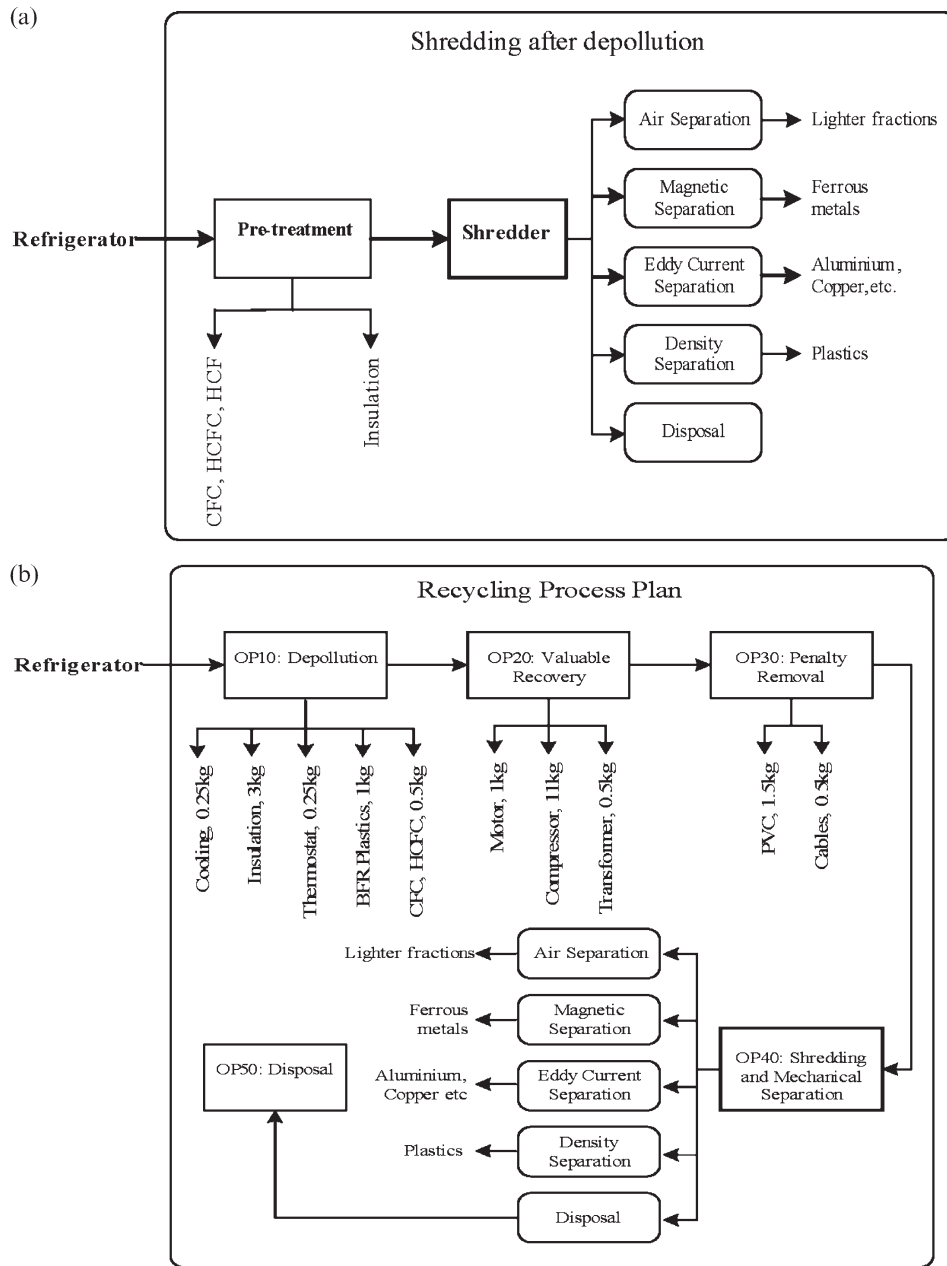 (a)
Shredding after depollution
Refrigerator
Pre-treatment
CFC, HCFC, HCF
Insulation
Shredder
Air Separation
Lighter fractions
Magnetic
Separation
Ferrous
metals
Eddy Current
Separation
Aluminium,
Copper,etc.
Density
Separation
Plastics
Disposal
(b)
Recycling Process Plan
Refrigerator
OP10: Depollution
Cooling, 0.25kg
Insulation, 3kg
Thermostat, 0.25kg
BFR Plastics, 1kg
CFC, HCFC, 0.5kg
OP20: Valuable
Recovery
Motor, 1kg
Compressor, 11kg
Transformer, 0.5kg
OP30: Penalty
Removal
PVC, 1.5kg
Cables, 0.5kg
OP40: Shredding
and Mechanical
Separation
Air Separation
Lighter fractions
Magnetic
Separation
Ferrous
metals
Eddy Current
Separation
Aluminium,
Copper etc
Density
Separation
Plastics
Disposal
OP50: Disposal